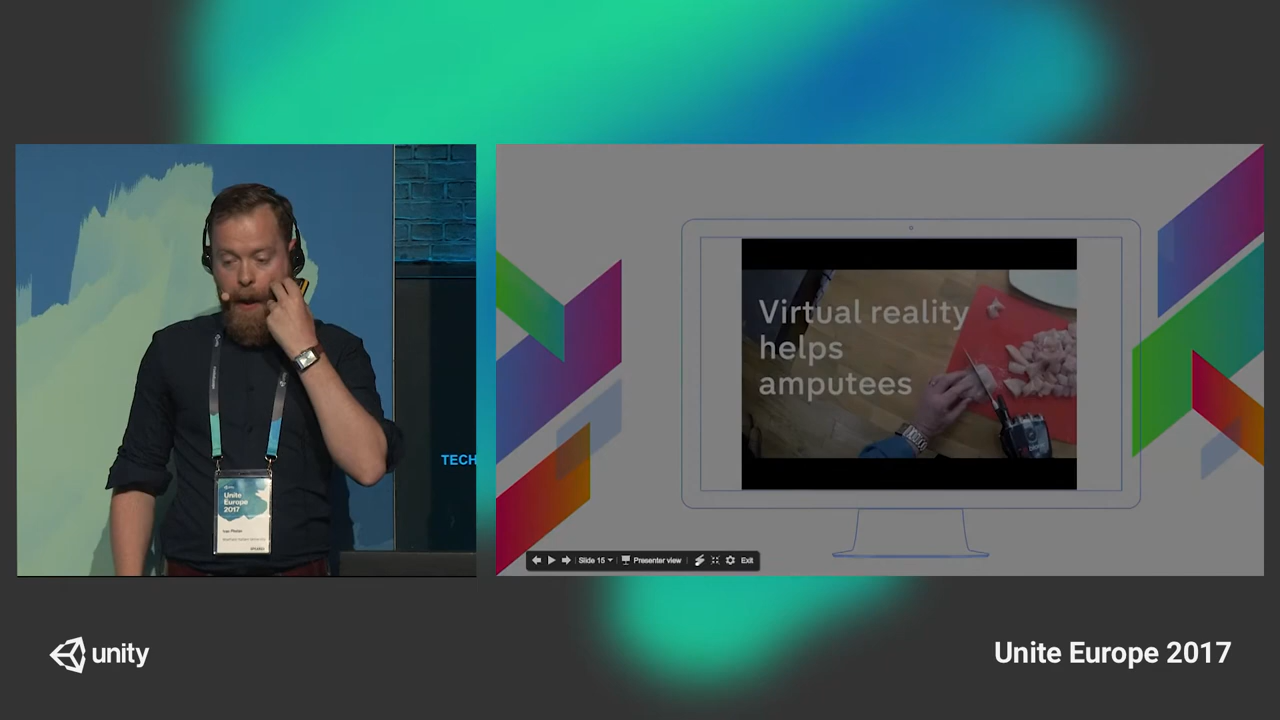 TECH
Unite
Europe
2017
Virtual reality
helps
amputees
Slide 15
Presenter view
Exit
unity
Unite Europe 2017